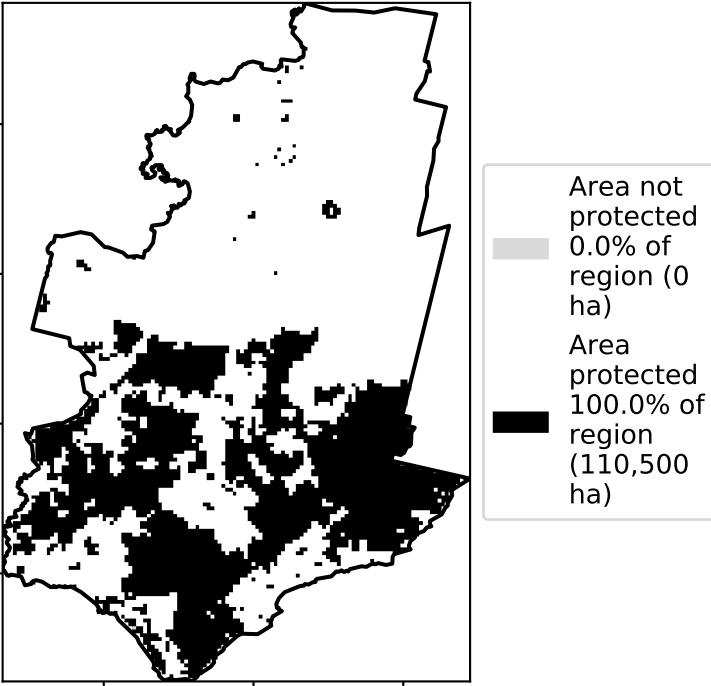 Area not
protected
0.0% of
region (0
ha)
Area
protected
100.0% of
region
(110,500
ha)